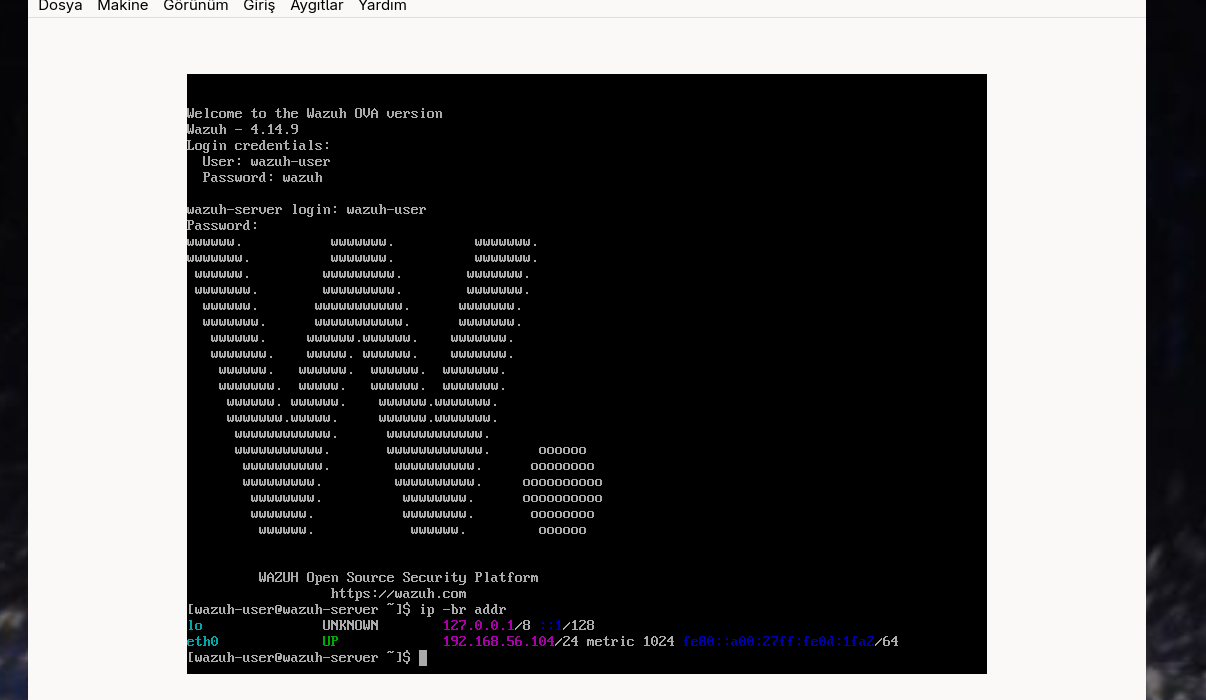 Dosya Makine Görünüm Giriş Aygıtlar Yardım
Welcome to the Wazuh OVA version
Wazuh - 4.14.9
Login credentials:
  User: wazuh-user
  Password: wazuh

wazuh-server login: wazuh-user
Password:
wwwwww.           wwwwwww.          wwwwwww.
wwwwwww.          wwwwwww.          wwwwwww.
 wwwwww.         wwwwwwwww.        wwwwwww.
 wwwwwww.        wwwwwwwww.        wwwwwww.
  wwwwww.       wwwwwwwwwww.      wwwwwww.
  wwwwwww.      wwwwwwwwwww.      wwwwwww.
   wwwwww.     wwwwww.wwwwww.    wwwwwww.
   wwwwwww.    wwwww. wwwwww.    wwwwwww.
    wwwwww.   wwwwww.  wwwwww.  wwwwwww.
    wwwwwww.  wwwww.   wwwwww.  wwwwwww.
     wwwwww. wwwwww.    wwwwww.wwwwwww.
     wwwwwww.wwwww.     wwwwww.wwwwwww.
      wwwwwwwwwwww.      wwwwwwwwwwww.
      wwwwwwwwwww.       wwwwwwwwwwww.      oooooo
       wwwwwwwwww.        wwwwwwwwww.      oooooooo
       wwwwwwwww.         wwwwwwwwww.     oooooooooo
        wwwwwwww.          wwwwwwww.      oooooooooo
        wwwwwww.           wwwwwwww.       oooooooo
         wwwwww.            wwwwww.         oooooo

         WAZUH Open Source Security Platform
                  https://wazuh.com
[wazuh-user@wazuh-server ~]$ ip -br addr
lo               UNKNOWN        127.0.0.1/8 ::1/128
eth0             UP             192.168.56.104/24 metric 1024 fe80::a00:27ff:fe0d:1fa2/64
[wazuh-user@wazuh-server ~]$